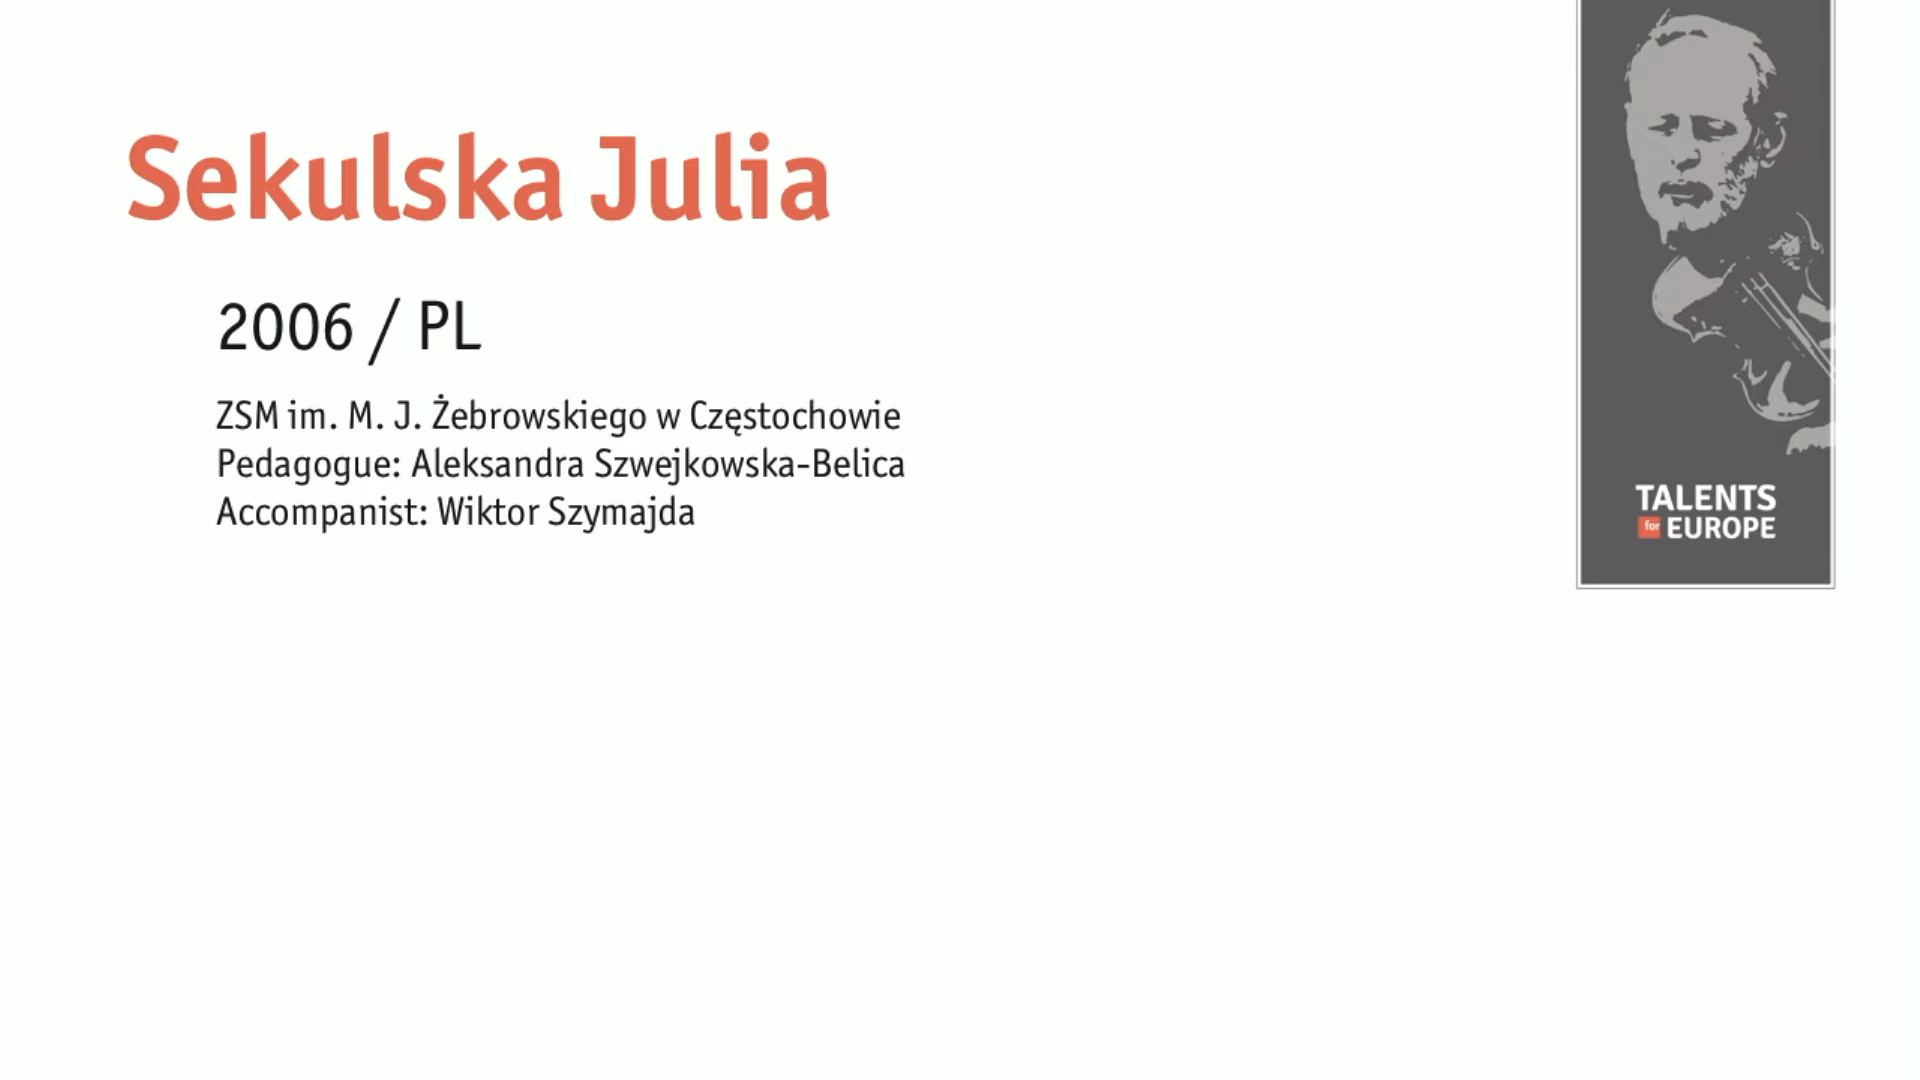 Sekulska Julia
2006 / PL
ZSM im. M. J. Żebrowskiego w Częstochowie
Pedagogue: Aleksandra Szwejkowska-Belica
Accompanist: Wiktor Szymajda
TALENTS
for EUROPE